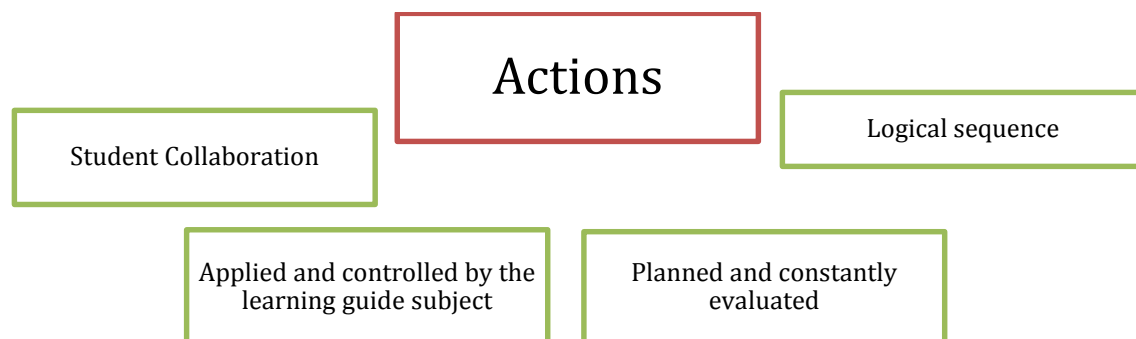 Actions
Student Collaboration
Logical sequence
Applied and controlled by the
learning guide subject
Planned and constantly
evaluated